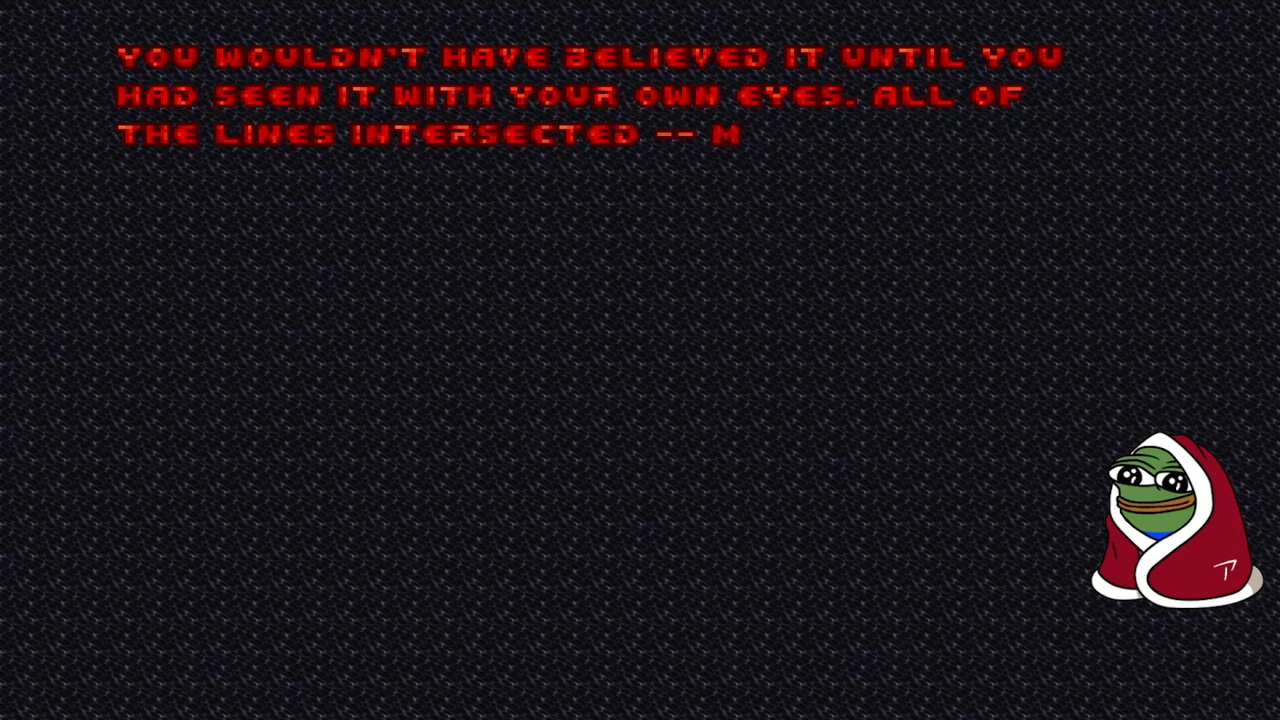 YOU WOULDN'T HAVE BELIEVED IT UNTIL YOU
HAD SEEN IT WITH YOUR OWN EYES. ALL OF
THE LINES INTERSECTED -- M